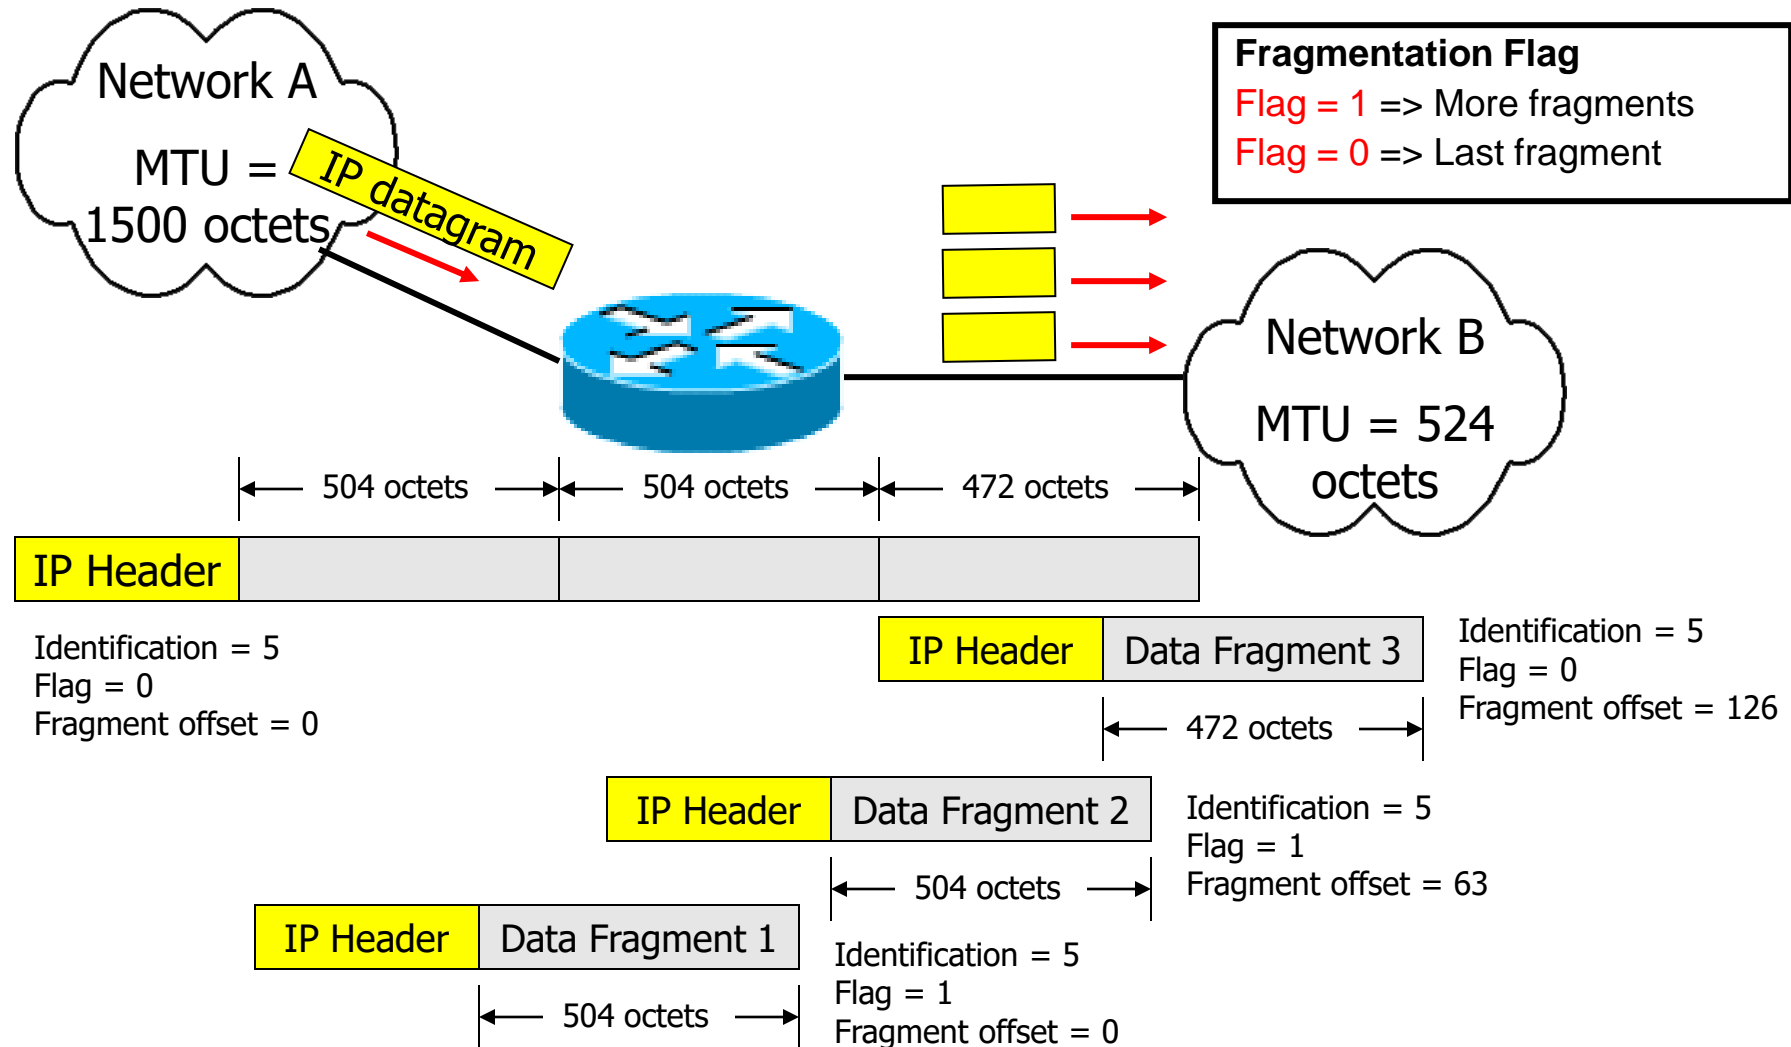 Network A
MTU =
1500 octets
IP datagram
Fragmentation Flag
Flag = 1 => More fragments
Flag = 0 => Last fragment
Network B
MTU = 524
octets
504 octets
504 octets
472 octets
IP Header
Identification = 5
Flag = 0
Fragment offset = 0
IP Header
Data Fragment 3
Identification = 5
Flag = 0
Fragment offset = 126
472 octets
IP Header
Data Fragment 2
Identification = 5
Flag = 1
Fragment offset = 63
504 octets
IP Header
Data Fragment 1
Identification = 5
Flag = 1
Fragment offset = 0
504 octets